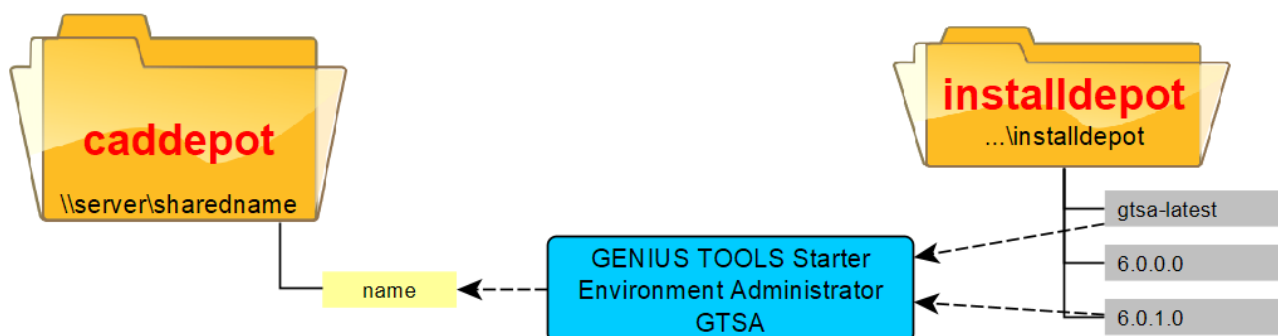 caddepot
\\server\sharedname
name
GENIUS TOOLS Starter
Environment Administrator
GTSA
installdepot
...\installdepot
gtsa-latest
6.0.0.0
6.0.1.0